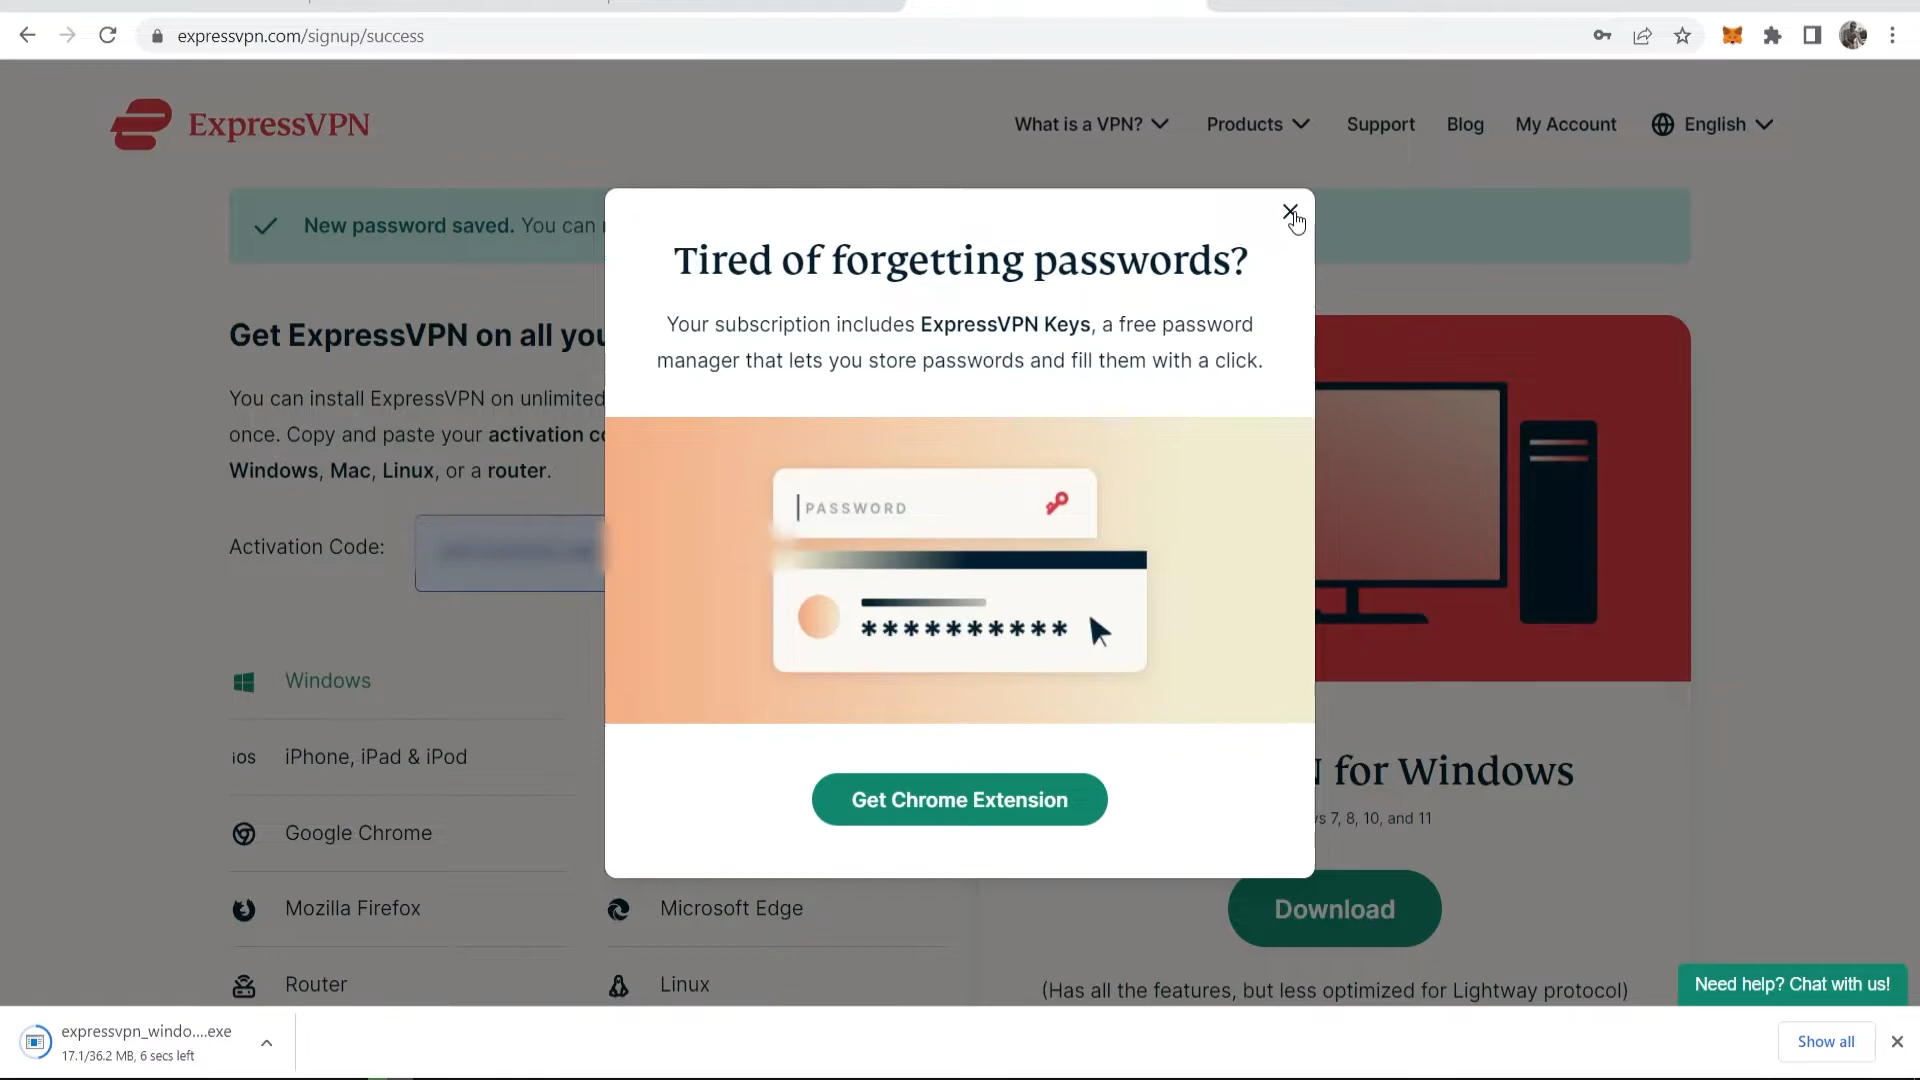 expressvpn.com/signup/success
ExpressVPN
What is a VPN?
Products
Support
Blog
My Account
English
New password saved. You can
Tired of forgetting passwords?
Your subscription includes ExpressVPN Keys, a free password
manager that lets you store passwords and fill them with a click.
PASSWORD
**********
Get Chrome Extension
Get ExpressVPN on all you
You can install ExpressVPN on unlimited
once. Copy and paste your activation co
Windows, Mac, Linux, or a router.
Activation Code:
Windows
iOS iPhone, iPad & iPod
Google Chrome
Mozilla Firefox
Microsoft Edge
Router
Linux
for Windows
7, 8, 10, and 11
Download
(Has all the features, but less optimized for Lightway protocol)
Need help? Chat with us!
expressvpn_windo....exe
17.1/36.2 MB, 6 secs left
Show all